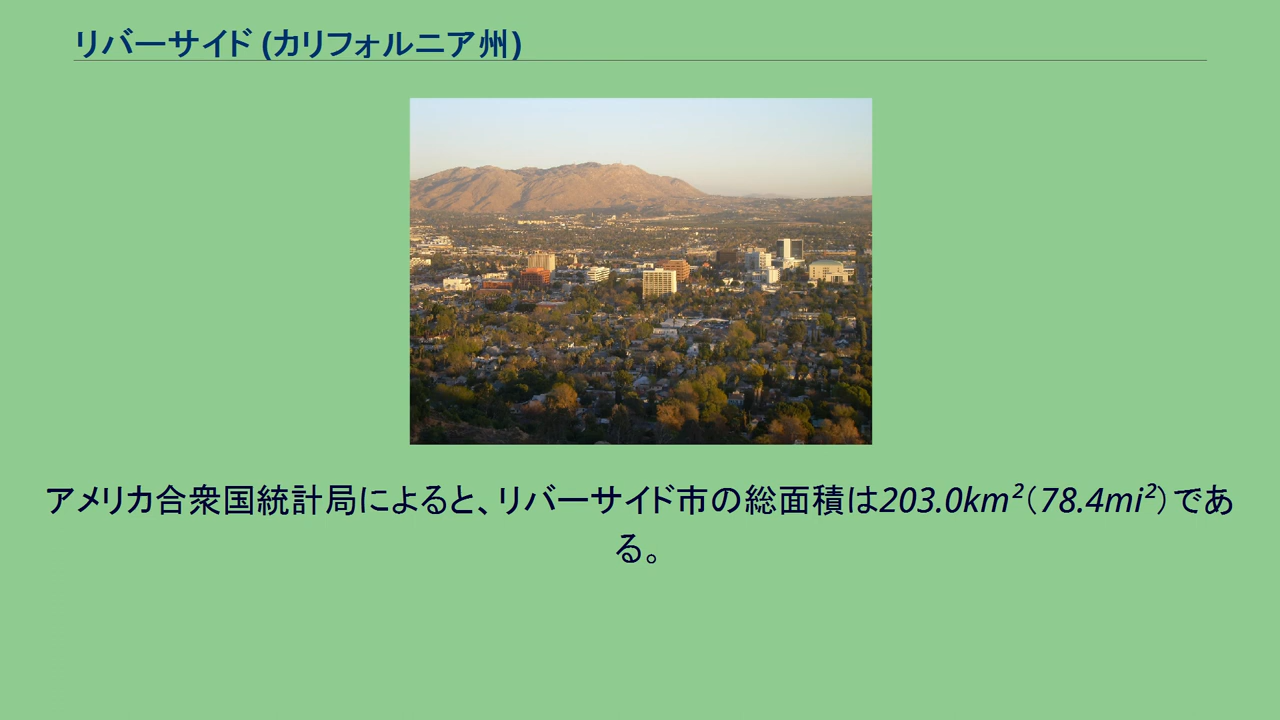 リバーサイド (カリフォルニア州)
アメリカ合衆国統計局によると、リバーサイド市の総面積は203.0km²（78.4mi²）であ
る。